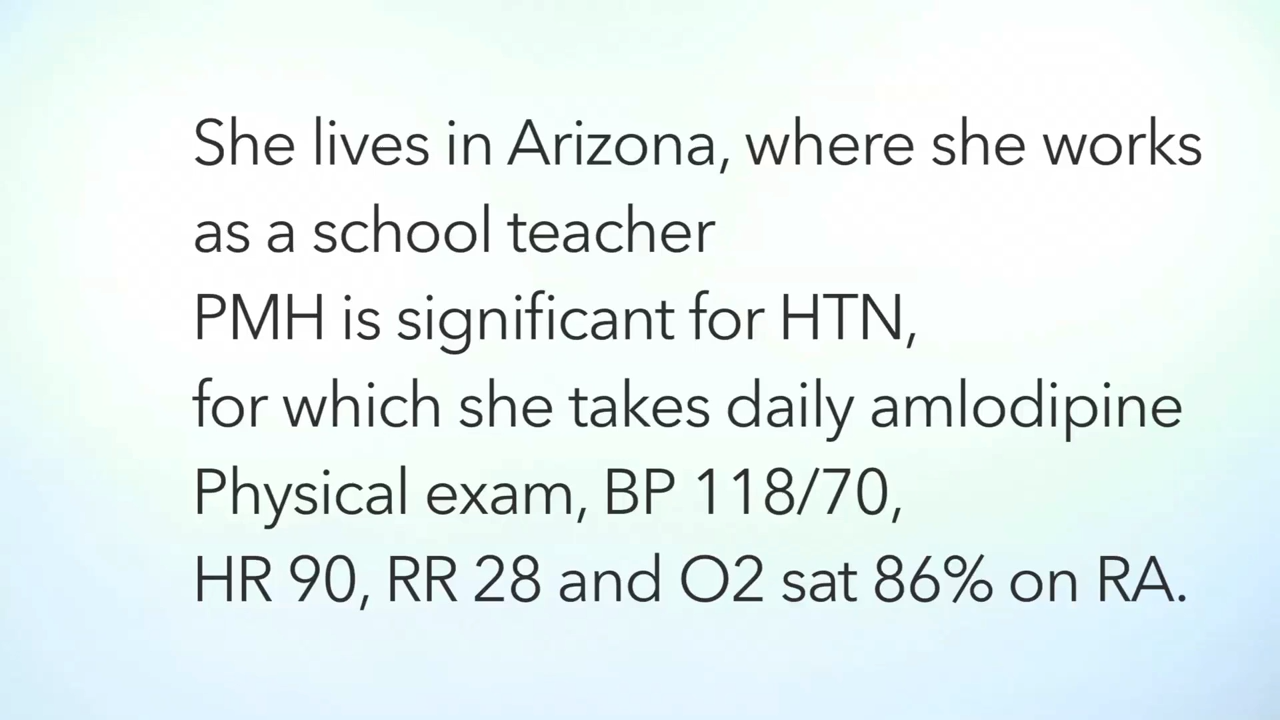 She lives in Arizona, where she works
as a school teacher
PMH is significant for HTN,
for which she takes daily amlodipine
Physical exam, BP 118/70,
HR 90, RR 28 and O2 sat 86% on RA.